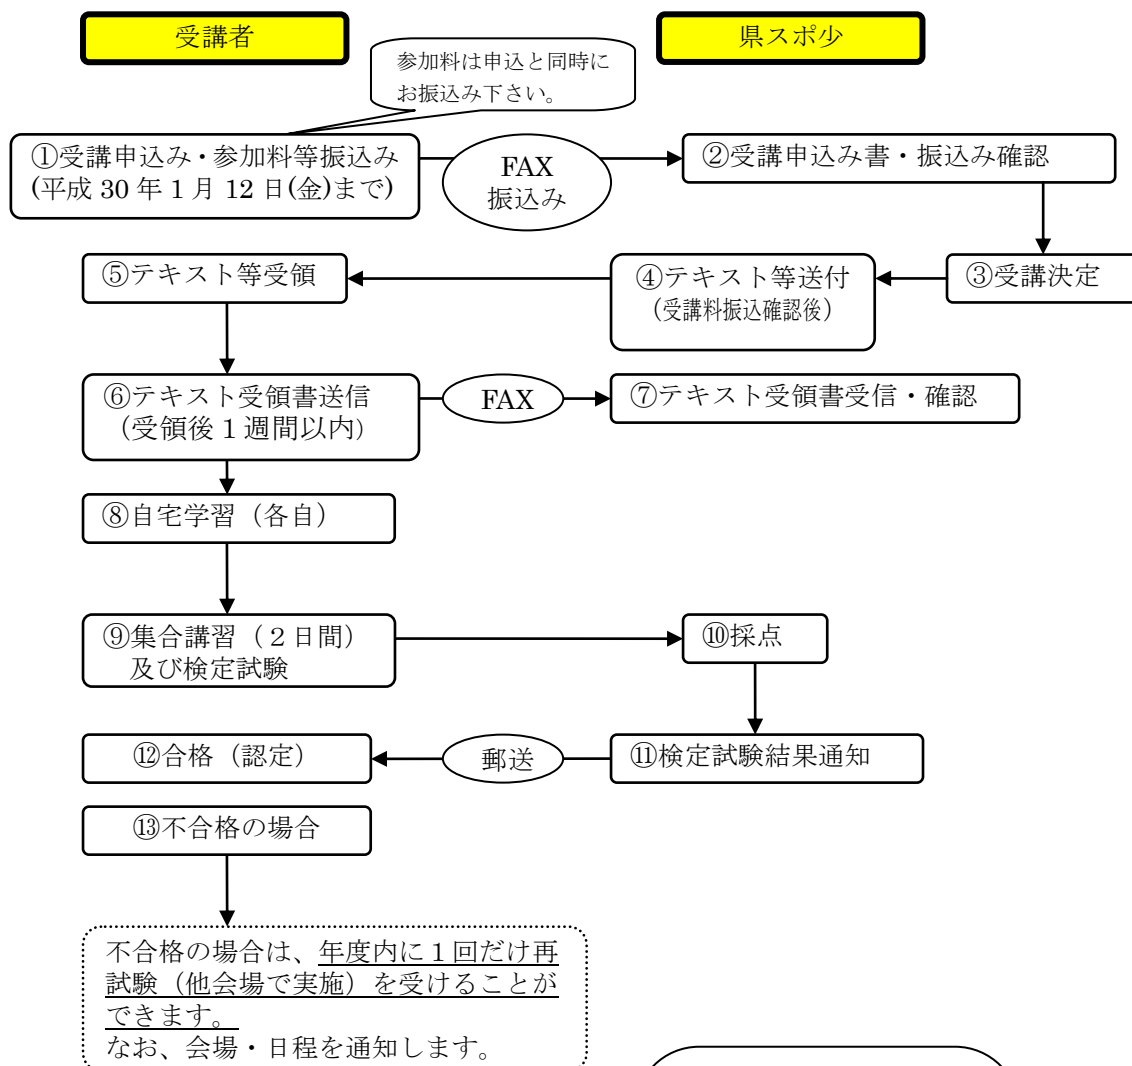 受講者
県スポ少
参加料は申込と同時に
お振込み下さい。
①受講申込み・参加料等振込み
(平成 30 年 1 月 12 日(金)まで)
FAX
振込み
②受講申込み書・振込み確認
⑤テキスト等受領
④テキスト等送付
（受講料振込確認後）
③受講決定
⑥テキスト受領書送信
（受領後１週間以内）
FAX
⑦テキスト受領書受信・確認
⑧自宅学習（各自）
⑨集合講習（２日間）
及び検定試験
⑩採点
⑫合格（認定）
郵送
⑪検定試験結果通知
⑬不合格の場合
不合格の場合は、年度内に１回だけ再
試験（他会場で実施）を受けることが
できます。
なお、会場・日程を通知します。